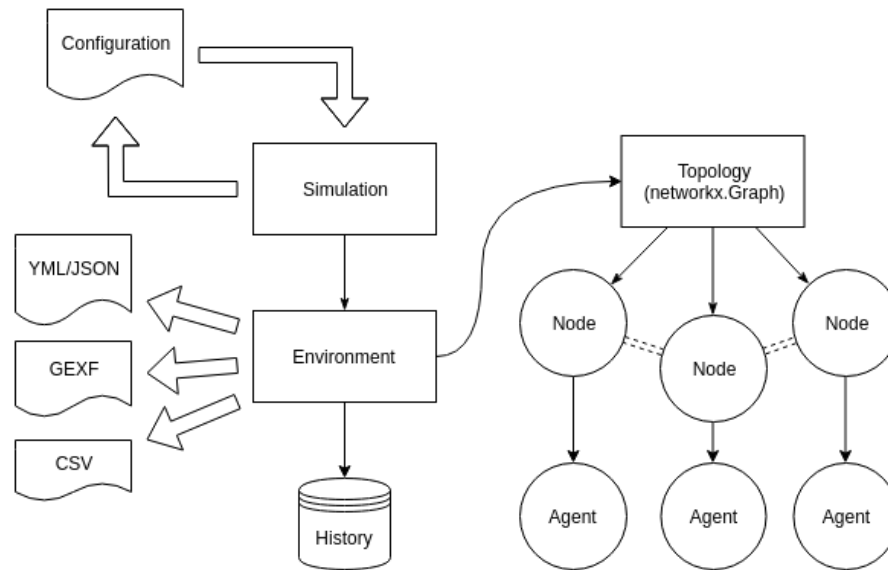 Configuration
Simulation
Topology
(networkx.Graph)
YML/JSON
Node
Node
Node
Environment
GEXF
CSV
History
Agent
Agent
Agent